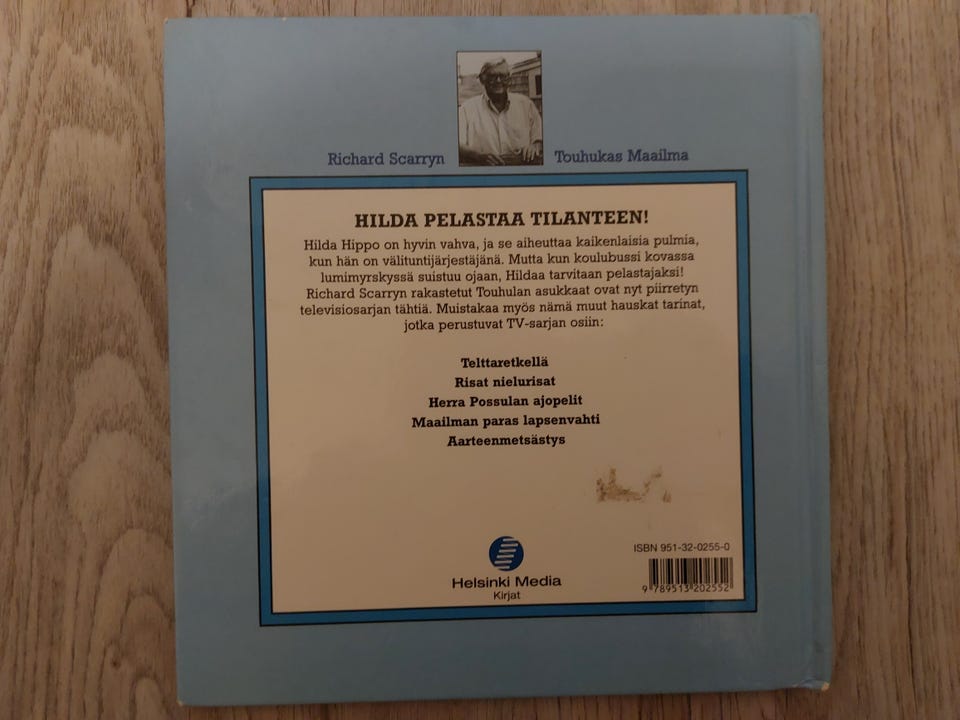 Richard Scarryn Touhukas Maailma
HILDA PELASTAA TILANTEEN!
Hilda Hippo on hyvin vahva, ja se aiheuttaa kaikenlaisia pulmia,
kun hän on välituntijärjestäjänä. Mutta kun koulubussi kovassa
lumimyrskyssä suistuu ojaan, Hildaa tarvitaan pelastajaksi!
Richard Scarryn rakastetut Touhulan asukkaat ovat nyt piirretyn
televisiosarjan tähtiä. Muistakaa myös nämä muut hauskat tarinat,
jotka perustuvat TV-sarjan osiin:
Telttaretkellä
Risat nielurisat
Herra Possulan ajopelit
Maailman paras lapsenvahti
Aarteenmetsästys
ISBN 951-32-0255-0
Helsinki Media
Kirjat
9 789513 202552